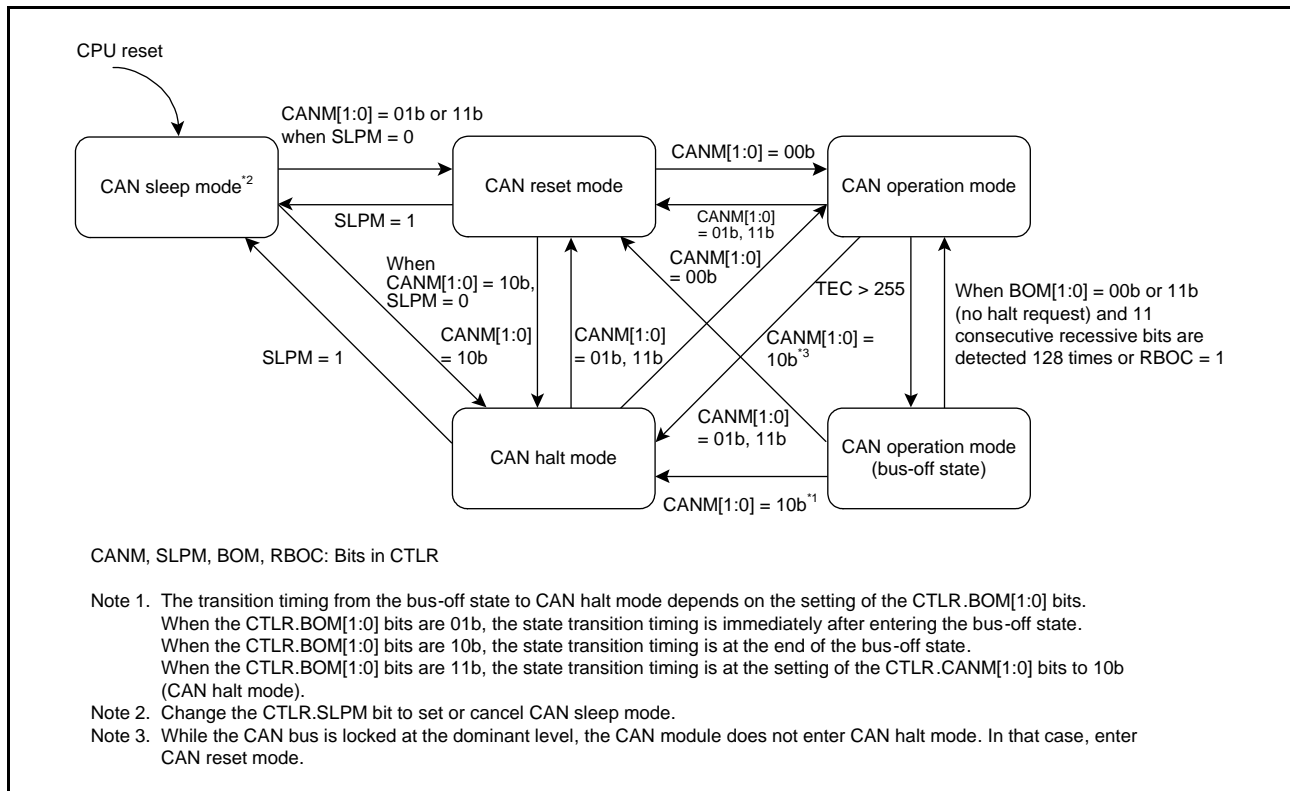 CPU reset
CANM[1:0] = 01b or 11b
when SLPM = 0
CAN sleep mode*2
CAN reset mode
CANM[1:0] = 00b
CAN operation mode
SLPM = 1
CANM[1:0]
= 01b, 11b
When
CANM[1:0] = 10b,
SLPM = 0
CANM[1:0]
= 00b
TEC > 255
When BOM[1:0] = 00b or 11b
(no halt request) and 11
consecutive recessive bits are
detected 128 times or RBOC = 1
SLPM = 1
CANM[1:0]
= 10b
CANM[1:0]
= 01b, 11b
CANM[1:0] =
10b*3
CANM[1:0]
= 01b, 11b
CAN halt mode
CAN operation mode
(bus-off state)
CANM[1:0] = 10b*1
CANM, SLPM, BOM, RBOC: Bits in CTLR
Note 1. The transition timing from the bus-off state to CAN halt mode depends on the setting of the CTLR.BOM[1:0] bits.
When the CTLR.BOM[1:0] bits are 01b, the state transition timing is immediately after entering the bus-off state.
When the CTLR.BOM[1:0] bits are 10b, the state transition timing is at the end of the bus-off state.
When the CTLR.BOM[1:0] bits are 11b, the state transition timing is at the setting of the CTLR.CANM[1:0] bits to 10b
(CAN halt mode).
Note 2. Change the CTLR.SLPM bit to set or cancel CAN sleep mode.
Note 3. While the CAN bus is locked at the dominant level, the CAN module does not enter CAN halt mode. In that case, enter
CAN reset mode.